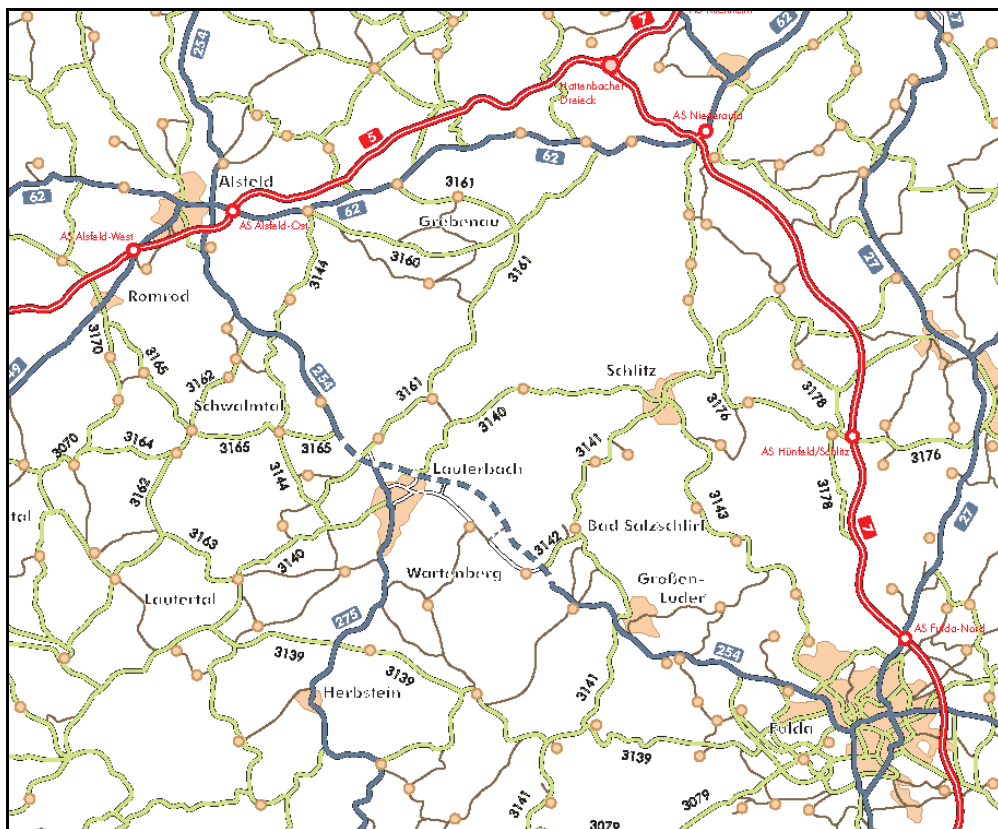 7
62
27
254
Hattenbacher
Dreieck
AS Niederaula
5
62
Alsfeld
3161
62
62
Grebenau
AS Alsfeld-West
AS Alsfeld-Ost
3160
3161
27
3144
Romrod
3170
3165
3162
254
3161
Schlitz
Schwalmtal
3140
3176
3178
3164
3165
3165
3070
3141
AS Hünfeld/Schlitz
3176
Lauterbach
3144
3162
3178
3143
tal
Bad Salzschlirf
27
7
3163
3142
3140
Wartenberg
Großen-
Luder
Lautertal
275
AS Fulda-Nord
3139
254
3139
Herbstein
3141
Fulda
3139
3141
3079
3079